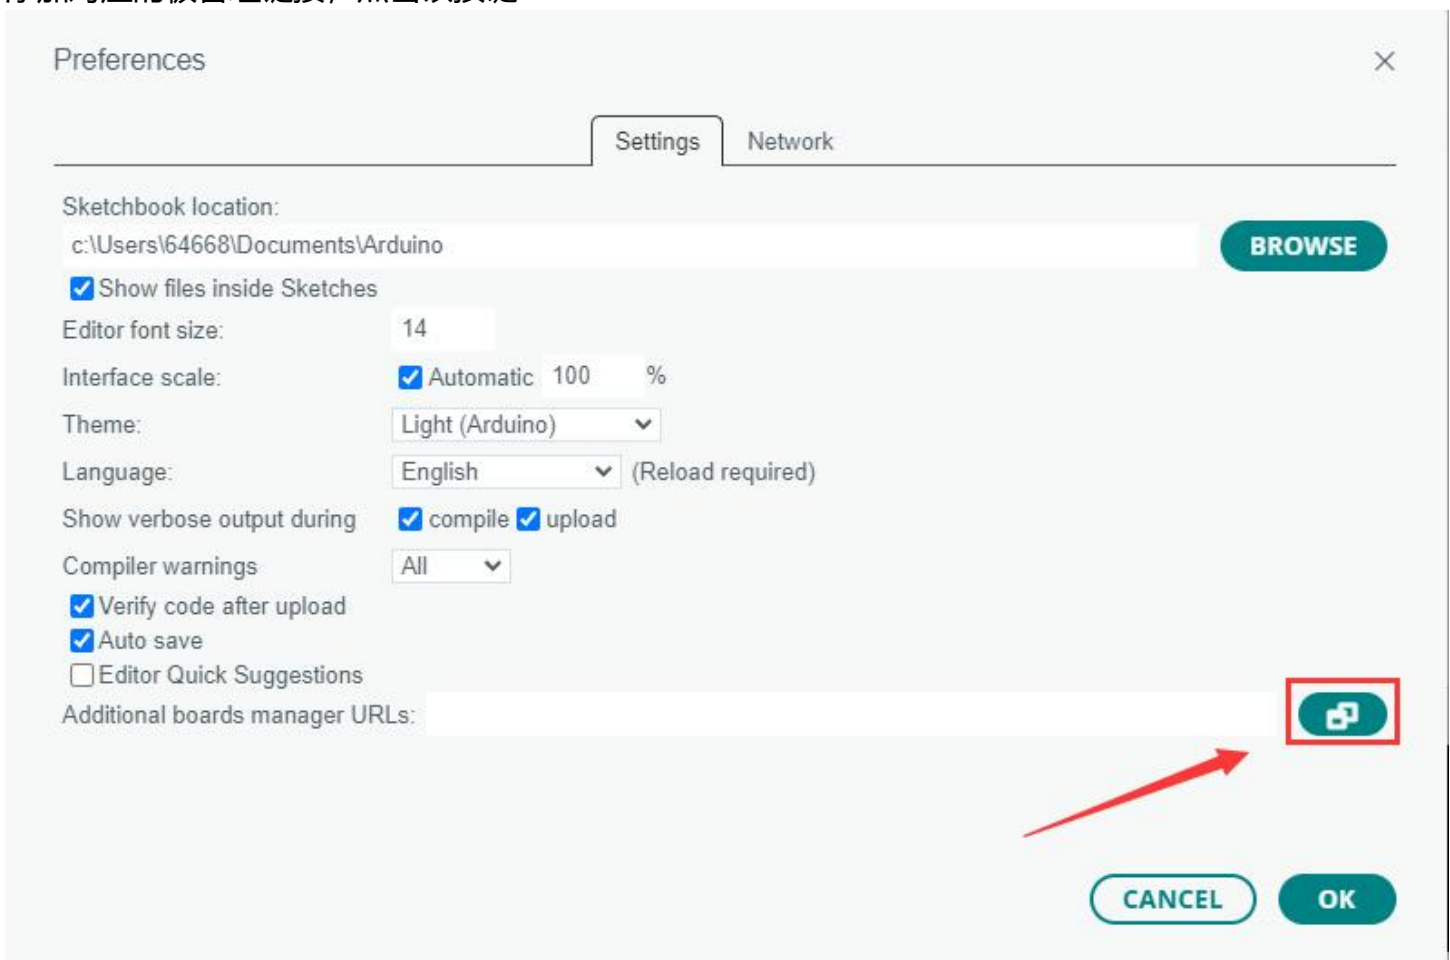 Preferences
Settings Network
Sketchbook location:
c:\Users\64668\Documents\Arduino
BROWSE
Show files inside Sketches
Editor font size: 14
Interface scale: Automatic 100 %
Theme: Light (Arduino)
Language: English (Reload required)
Show verbose output during compile upload
Compiler warnings All
Verify code after upload
Auto save
Editor Quick Suggestions
Additional boards manager URLs:
CANCEL OK